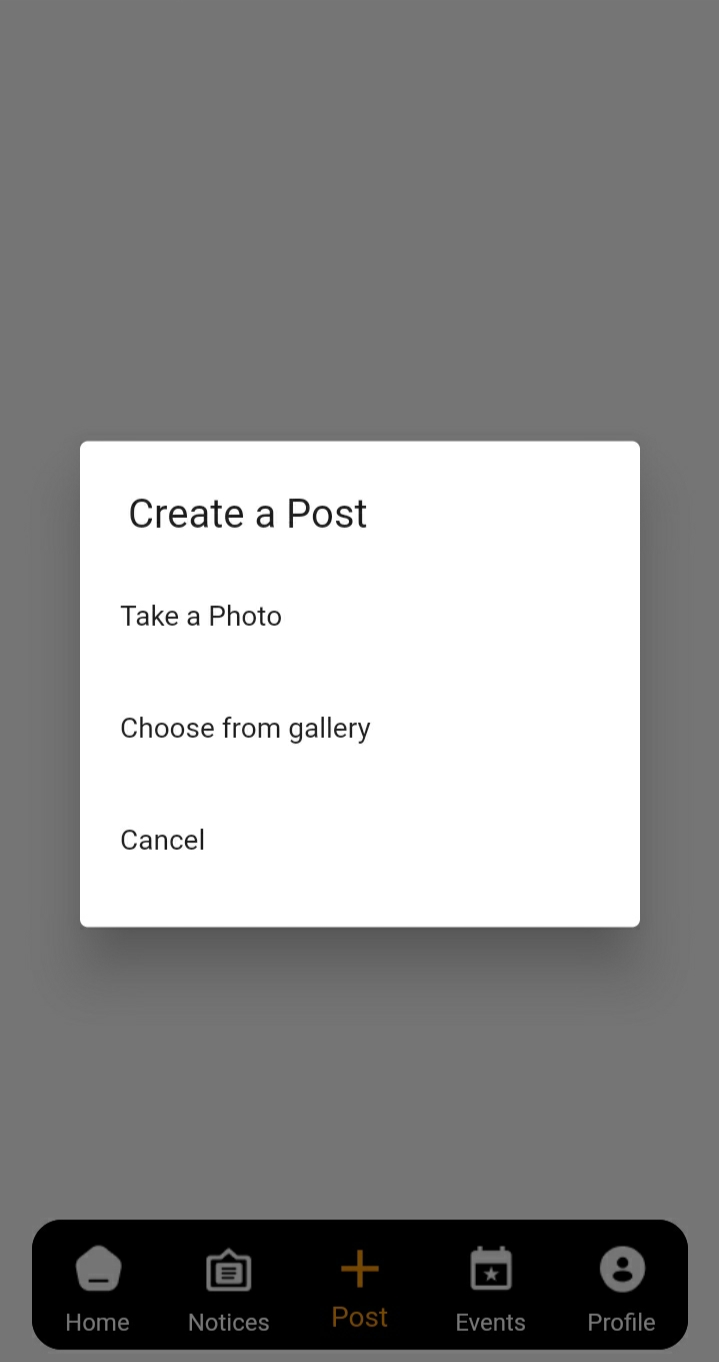 Create a Post
Take a Photo
Choose from gallery
Cancel
Home
Notices
Post
Events
Profile